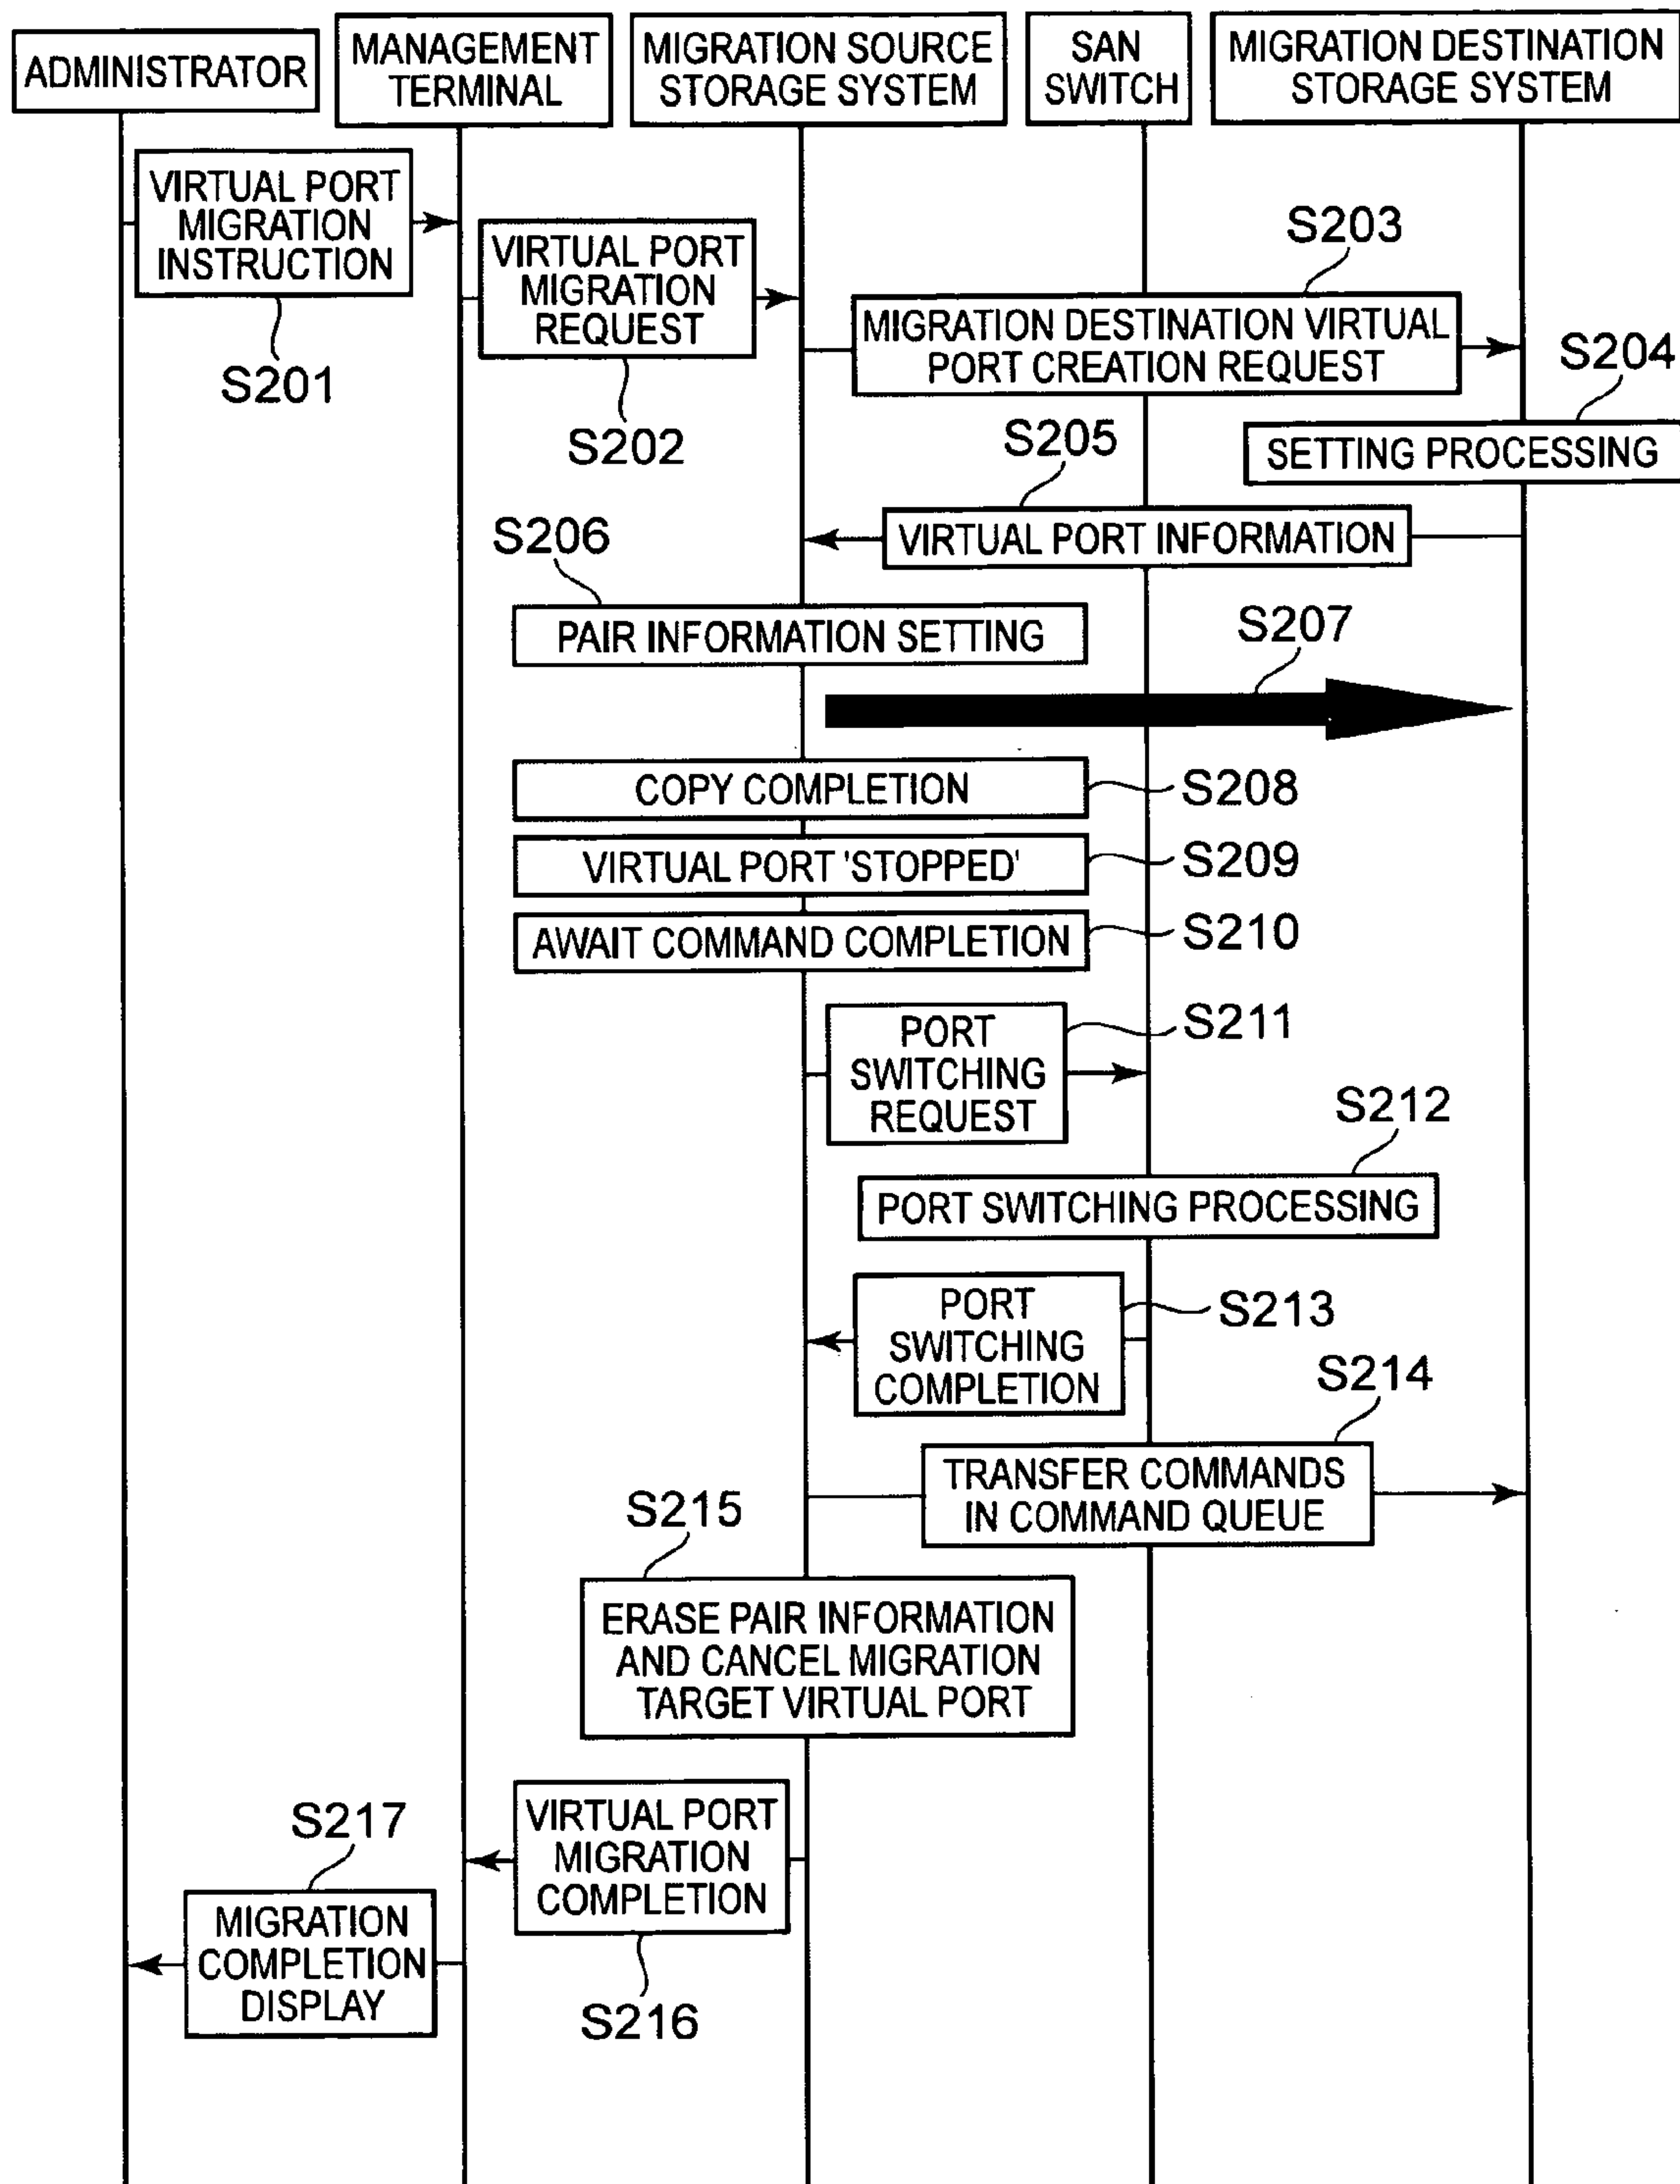 ADMINISTRATOR
MANAGEMENT
TERMINAL
MIGRATION SOURCE
STORAGE SYSTEM
SAN
SWITCH
MIGRATION DESTINATION
STORAGE SYSTEM
VIRTUAL PORT
MIGRATION
INSTRUCTION
S201
VIRTUAL PORT
MIGRATION
REQUEST
S202
S203
MIGRATION DESTINATION VIRTUAL
PORT CREATION REQUEST
S204
SETTING PROCESSING
S205
VIRTUAL PORT INFORMATION
S206
PAIR INFORMATION SETTING
S207
COPY COMPLETION
S208
VIRTUAL PORT 'STOPPED'
S209
AWAIT COMMAND COMPLETION
S210
PORT
SWITCHING
REQUEST
S211
S212
PORT SWITCHING PROCESSING
PORT
SWITCHING
COMPLETION
S213
S214
TRANSFER COMMANDS
IN COMMAND QUEUE
S215
ERASE PAIR INFORMATION
AND CANCEL MIGRATION
TARGET VIRTUAL PORT
VIRTUAL PORT
MIGRATION
COMPLETION
S216
S217
MIGRATION
COMPLETION
DISPLAY